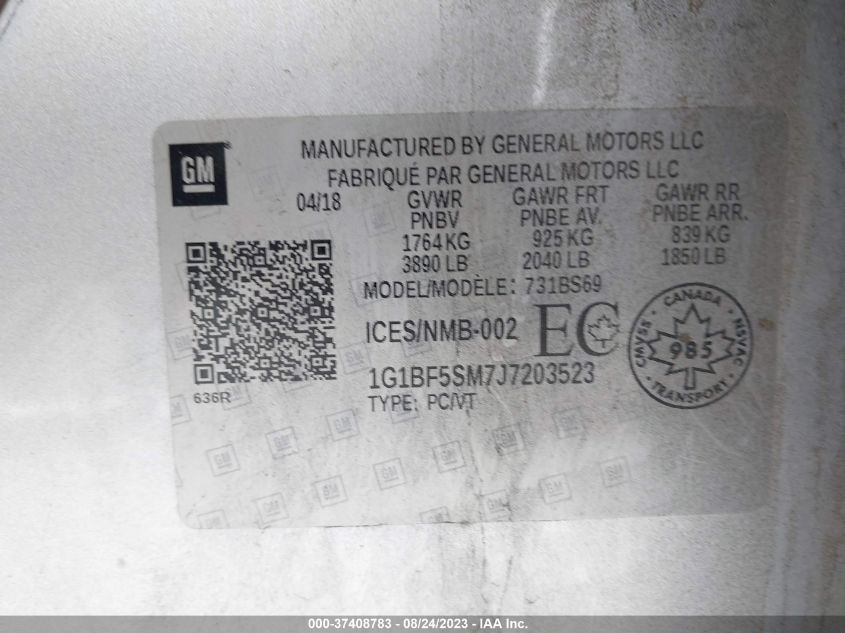 GM
MANUFACTURED BY GENERAL MOTORS LLC
FABRIQUÉ PAR GENERAL MOTORS LLC
04/18
GVWR GAWR FRT GAWR RR
PNBV PNBE AV. PNBE ARR.
1764 KG 925 KG 839 KG
3890 LB 2040 LB 1850 LB
MODEL/MODÈLE: 731BS69
ICES/NMB-002 EC
CANADA
CMVSS NSVAC
985
TRANSPORT
1G1BF5SM7J7203523
636R
TYPE: PC/VT
000-37408783 - 08/24/2023 - IAA Inc.